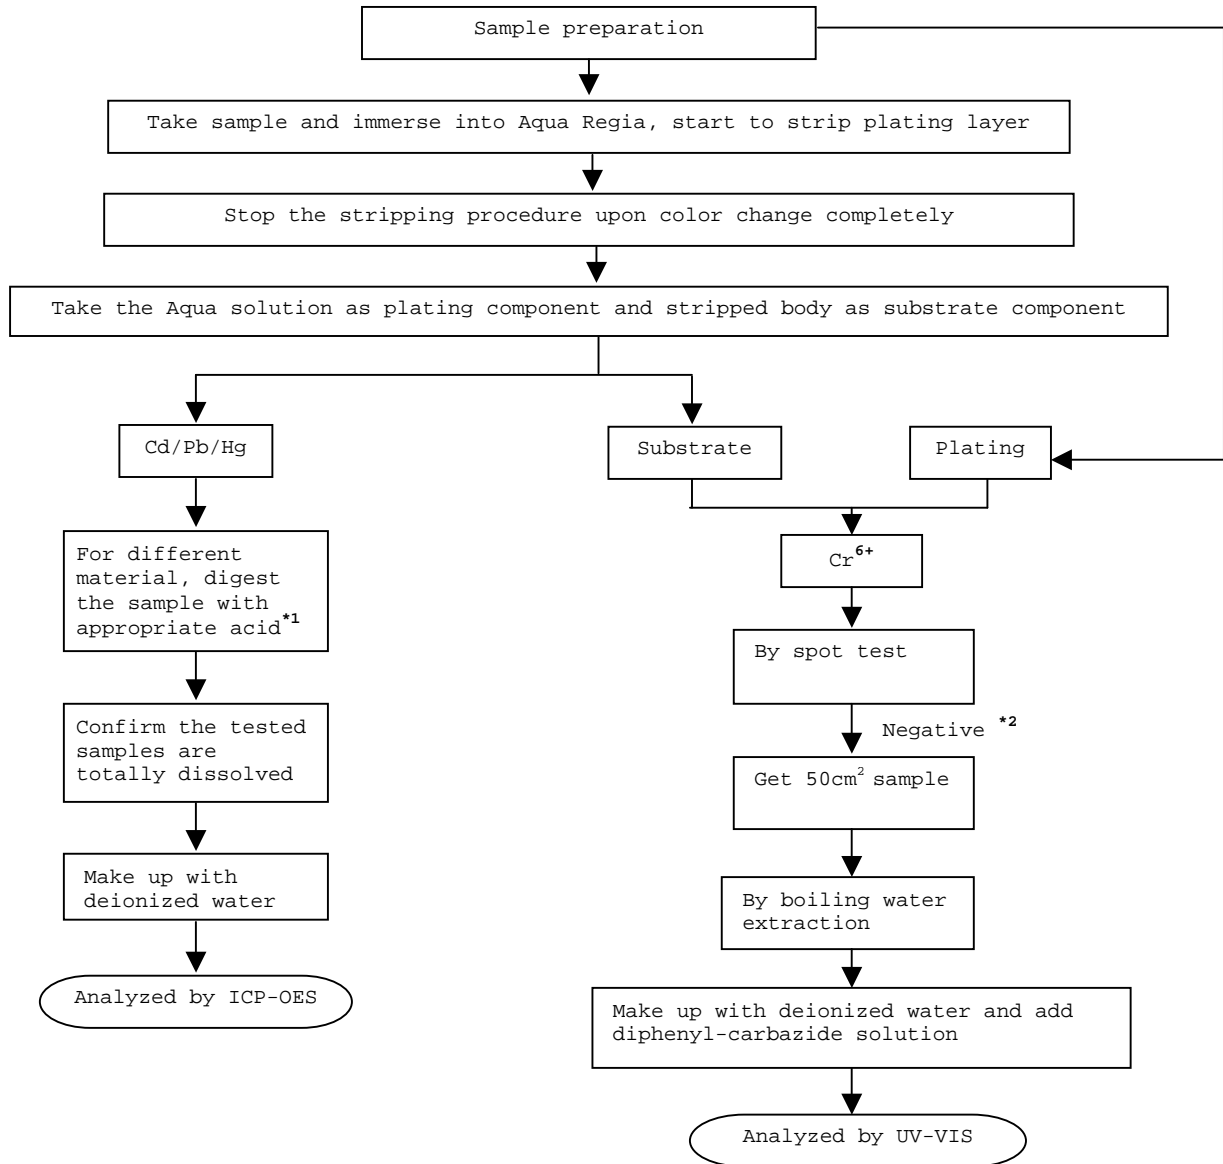 Sample preparation
Take sample and immerse into Aqua Regia, start to strip plating layer
Stop the stripping procedure upon color change completely
Take the Aqua solution as plating component and stripped body as substrate component
Cd/Pb/Hg
For different
material, digest
the sample with
appropriate acid*1
Confirm the tested
samples are
totally dissolved
Make up with
deionized water
Analyzed by ICP-OES
Substrate
Plating
Cr6+
By spot test
Negative *2
Get 50cm2 sample
By boiling water
extraction
Make up with deionized water and add
diphenyl-carbazide solution
Analyzed by UV-VIS